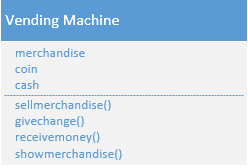 Vending Machine
merchandise
coin
cash
sellmerchandise()
givechange()
receivemoney()
showmerchandise()